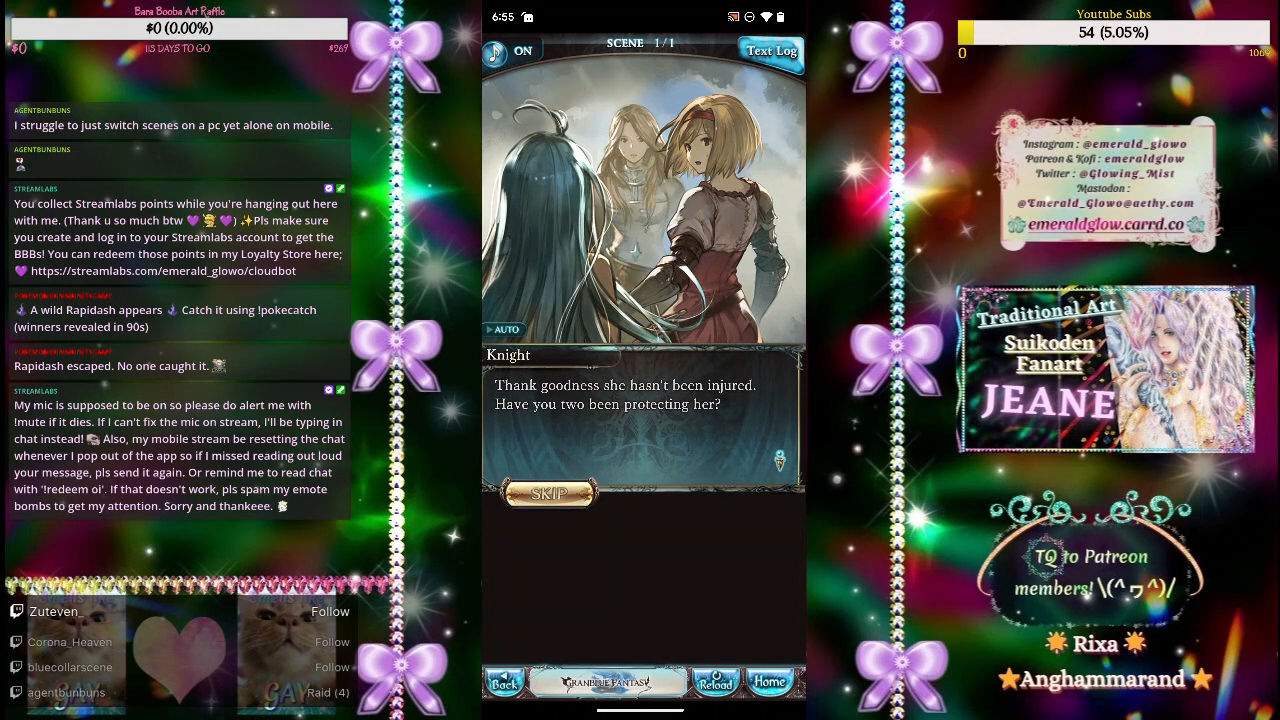 Bara Booba Art Raffle
$0 (0.00%)
$0
115 DAYS TO GO
$269
AGENTBUNBUNS
I struggle to just switch scenes on a pc yet alone on mobile.
AGENTBUNBUNS
STREAMLABS
You collect Streamlabs points while you're hanging out here
with me. (Thank u so much btw 💜 💜) ✨Pls make sure
you create and log in to your Streamlabs account to get the
BBBs! You can redeem those points in my Loyalty Store here;
💜 https://streamlabs.com/emerald_glowo/cloudbot
POKEMONCOMMUNITYGAME
A wild Rapidash appears Catch it using !pokecatch
(winners revealed in 90s)
POKEMONCOMMUNITYGAME
Rapidash escaped. No one caught it.
STREAMLABS
My mic is supposed to be on so please do alert me with
!mute if it dies. If I can't fix the mic on stream, I'll be typing in
chat instead! Also, my mobile stream be resetting the chat
whenever I pop out of the app so if I missed reading out loud
your message, pls send it again. Or remind me to read chat
with '!redeem oi'. If that doesn't work, pls spam my emote
bombs to get my attention. Sorry and thankeee.
Zuteven_
Follow
Corona_Heaven
Follow
bluecollarscene
Follow
agentbunbuns
Raid (4)
GAY
GAY
6:55
ON
SCENE 1/1
Text Log
AUTO
Knight
Thank goodness she hasn't been injured.
Have you two been protecting her?
SKIP
Back
GRANBLUE FANTASY
Reload
Home
Youtube Subs
54 (5.05%)
0
1069
Instagram : @emerald_glowo
Patreon & Kofi : emeraldglow
Twitter : @Glowing_Mist
Mastodon :
@Emerald_Glowo@aethy.com
emeraldglow.carrd.co
Traditional Art
Suikoden
Fanart
JEANE
TQ to Patreon
members! \(^ワ^)/
Rixa
Anghammarand